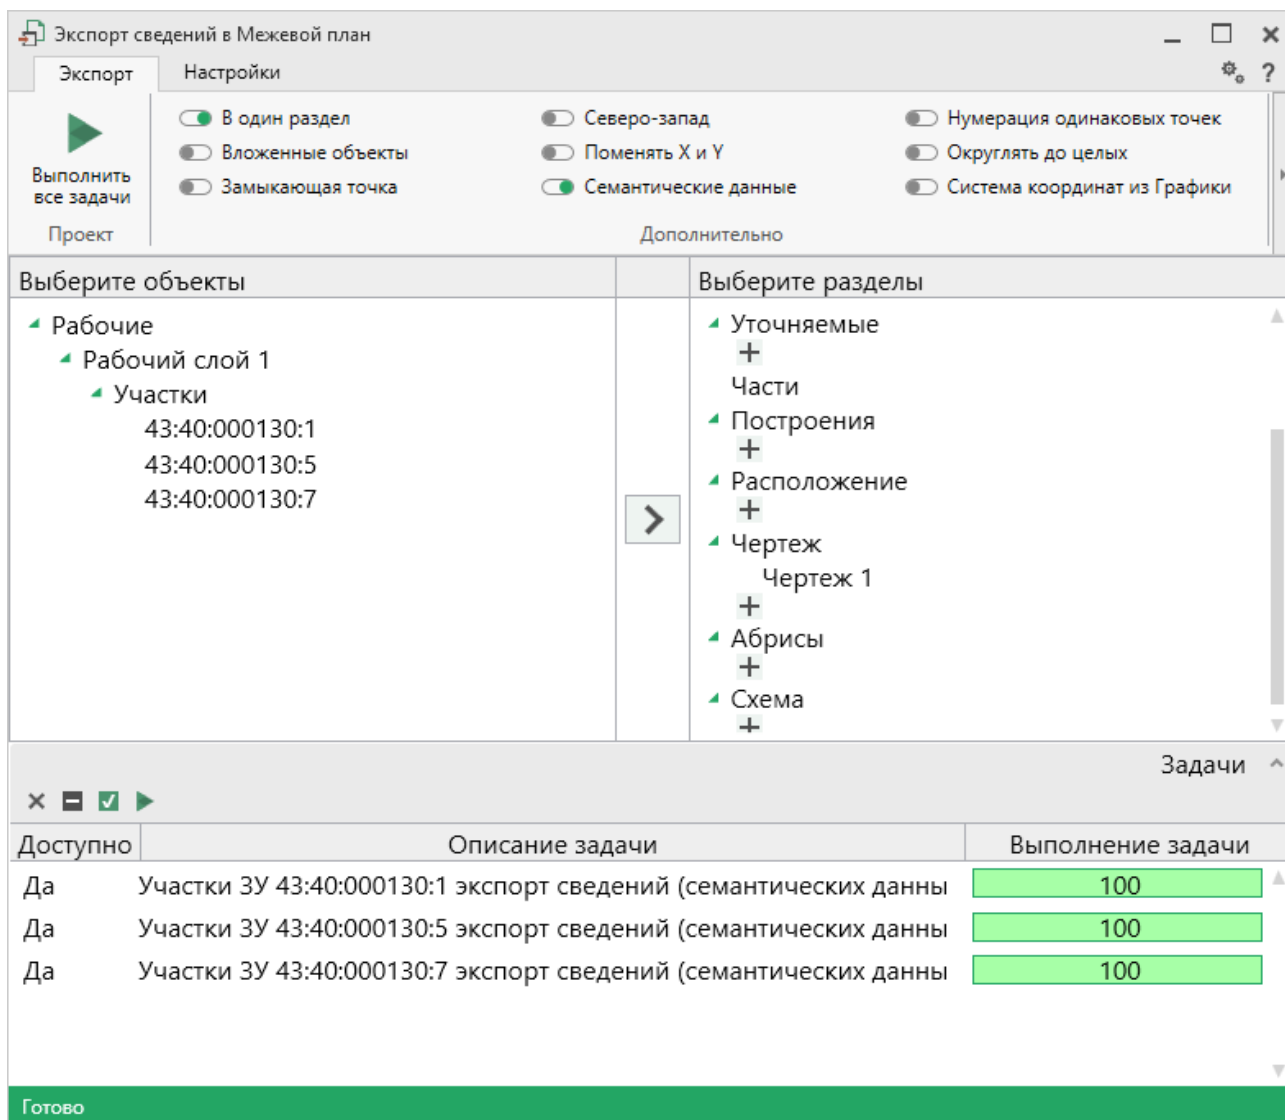 Экспорт сведений в Межевой план
Экспорт Настройки
?
В один раздел Северо-запад Нумерация одинаковых точек
Вложенные объекты Поменять X и Y Округлять до целых
Замыкающая точка Семантические данные Система координат из Графики
Выполнить
все задачи
Проект Дополнительно
Выберите объекты Выберите разделы
Рабочие
Рабочий слой 1
Участки
43:40:000130:1
43:40:000130:5
43:40:000130:7
Уточняемые
Части
Построения
Расположение
Чертеж
Чертеж 1
Абрисы
Схема
Задачи
Доступно Описание задачи Выполнение задачи
Да Участки ЗУ 43:40:000130:1 экспорт сведений (семантических данны 100
Да Участки ЗУ 43:40:000130:5 экспорт сведений (семантических данны 100
Да Участки ЗУ 43:40:000130:7 экспорт сведений (семантических данны 100
Готово